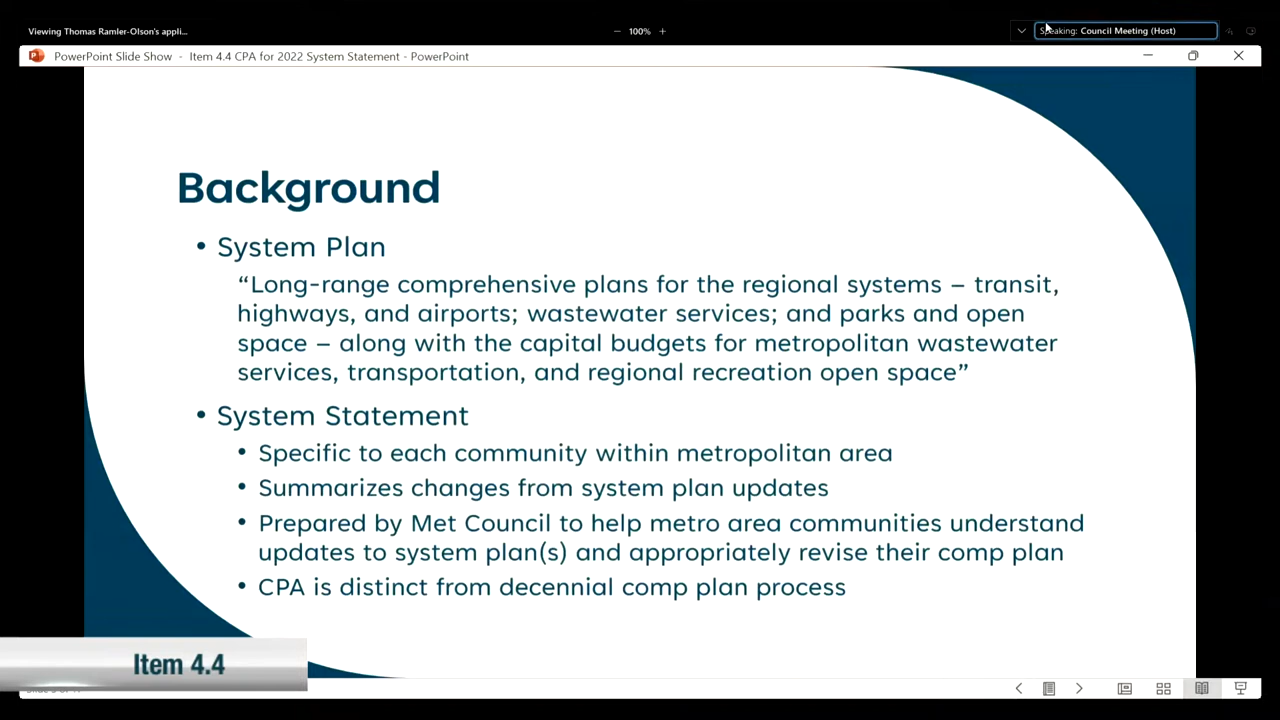 Viewing Thomas Ramler-Olson's appli...
100%
Speaking: Council Meeting (Host)
PowerPoint Slide Show - Item 4.4 CPA for 2022 System Statement - PowerPoint
Background
• System Plan
“Long-range comprehensive plans for the regional systems – transit,
highways, and airports; wastewater services; and parks and open
space – along with the capital budgets for metropolitan wastewater
services, transportation, and regional recreation open space”
• System Statement
• Specific to each community within metropolitan area
• Summarizes changes from system plan updates
• Prepared by Met Council to help metro area communities understand
updates to system plan(s) and appropriately revise their comp plan
• CPA is distinct from decennial comp plan process
Item 4.4